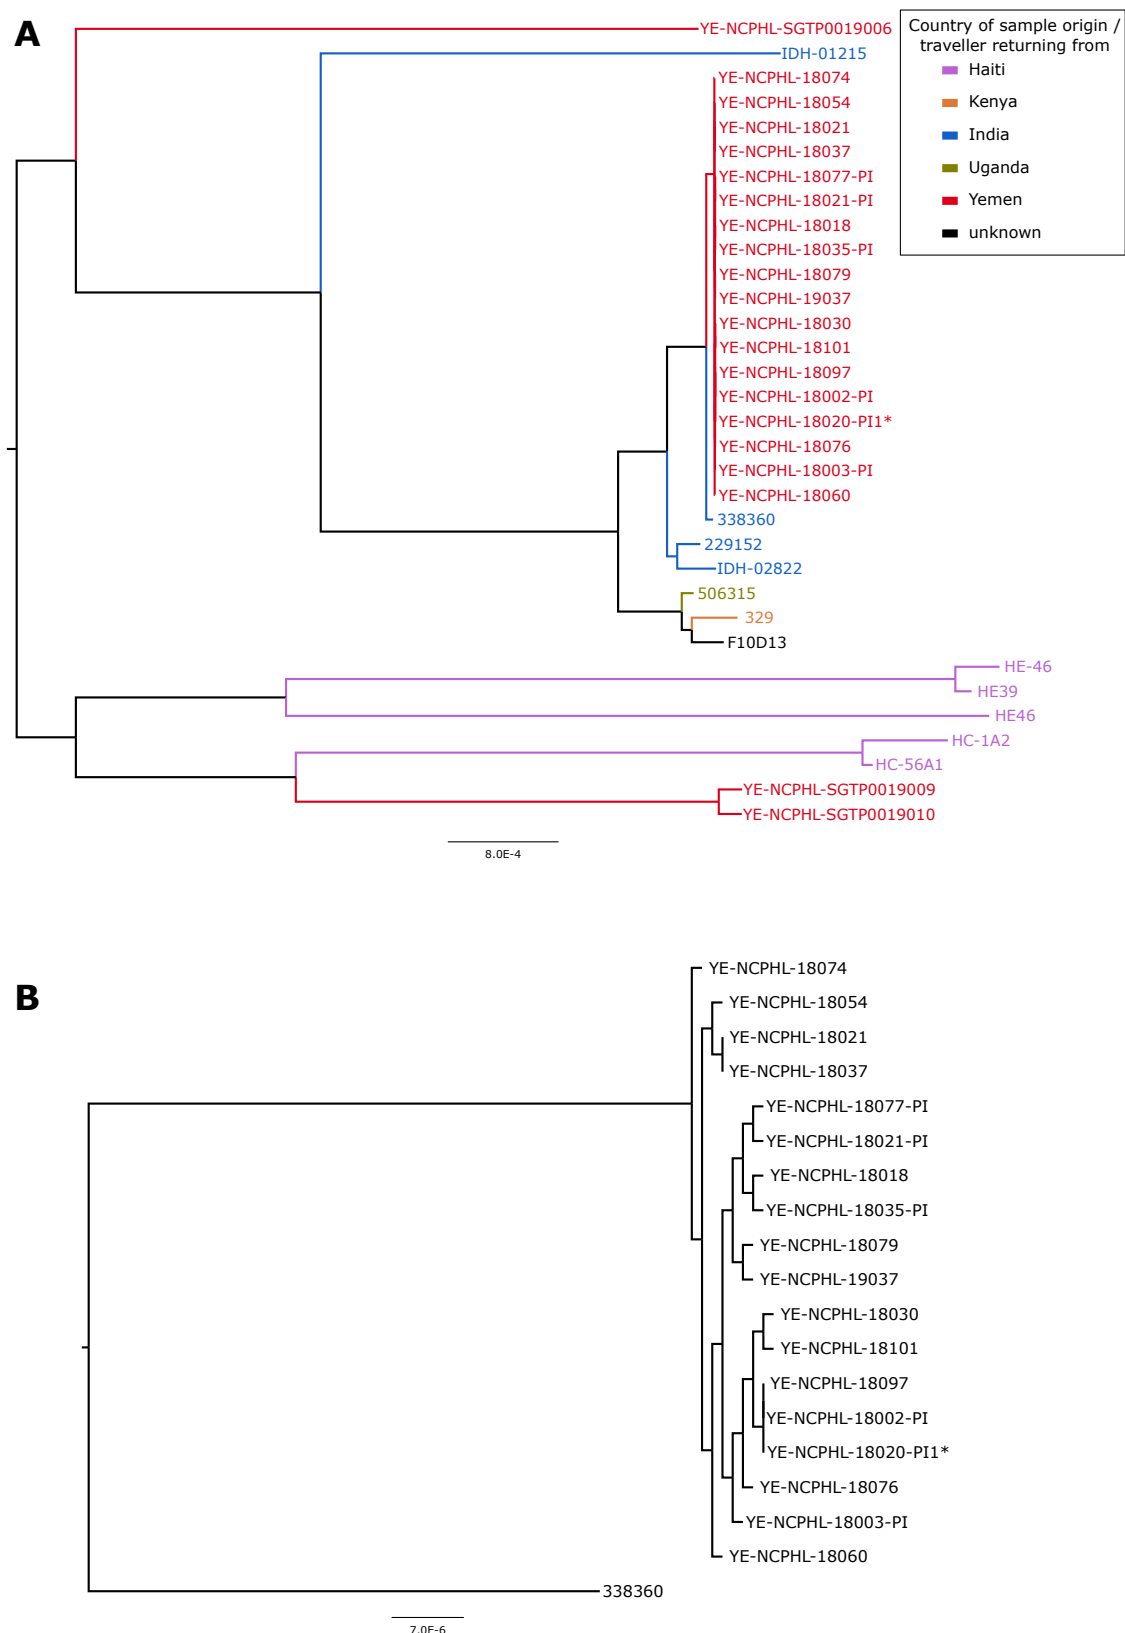 A
YE-NCPHL-SGTP0019006
IDH-01215
YE-NCPHL-18074
YE-NCPHL-18054
YE-NCPHL-18021
YE-NCPHL-18037
YE-NCPHL-18077-PI
YE-NCPHL-18021-PI
YE-NCPHL-18018
YE-NCPHL-18035-PI
YE-NCPHL-18079
YE-NCPHL-19037
YE-NCPHL-18030
YE-NCPHL-18101
YE-NCPHL-18097
YE-NCPHL-18002-PI
YE-NCPHL-18020-PI1*
YE-NCPHL-18076
YE-NCPHL-18003-PI
YE-NCPHL-18060
338360
229152
IDH-02822
506315
329
F10D13
HE-46
HE39
HE46
HC-1A2
HC-56A1
YE-NCPHL-SGTP0019009
YE-NCPHL-SGTP0019010
8.0E-4
Country of sample origin /
traveller returning from
Haiti
Kenya
India
Uganda
Yemen
unknown
B
YE-NCPHL-18074
YE-NCPHL-18054
YE-NCPHL-18021
YE-NCPHL-18037
YE-NCPHL-18077-PI
YE-NCPHL-18021-PI
YE-NCPHL-18018
YE-NCPHL-18035-PI
YE-NCPHL-18079
YE-NCPHL-19037
YE-NCPHL-18030
YE-NCPHL-18101
YE-NCPHL-18097
YE-NCPHL-18002-PI
YE-NCPHL-18020-PI1*
YE-NCPHL-18076
YE-NCPHL-18003-PI
YE-NCPHL-18060
338360
7.0E-6